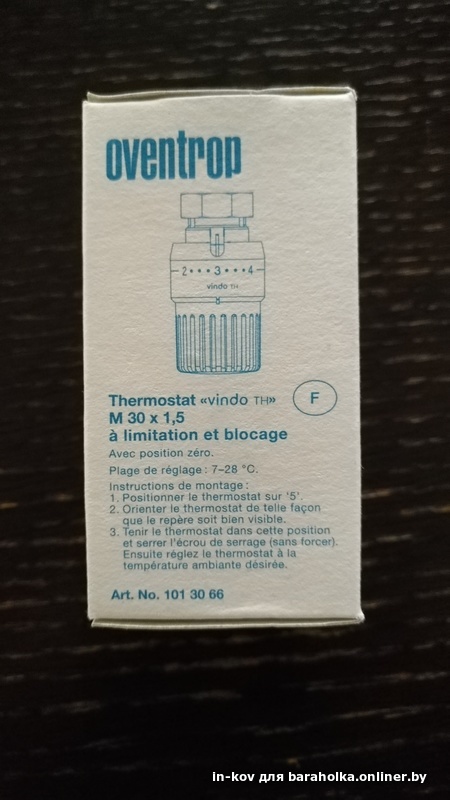 oventrop
2•••3•••4
vindo TH
Thermostat «vindo TH» F
M 30 x 1,5
à limitation et blocage
Avec position zéro.
Plage de réglage : 7–28 °C.
Instructions de montage :
1. Positionner le thermostat sur '5'.
2. Orienter le thermostat de telle façon
que le repère soit bien visible.
3. Tenir le thermostat dans cette position
et serrer l'écrou de serrage (sans forcer).
Ensuite réglez le thermostat à la
température ambiante désirée.
Art. No. 101 30 66
in-kov для baraholka.onliner.by